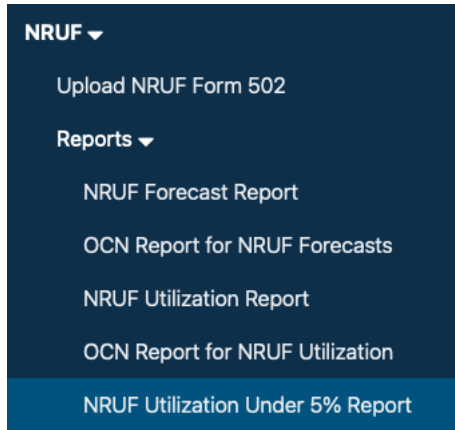 NRUF
Upload NRUF Form 502
Reports
NRUF Forecast Report
OCN Report for NRUF Forecasts
NRUF Utilization Report
OCN Report for NRUF Utilization
NRUF Utilization Under 5% Report